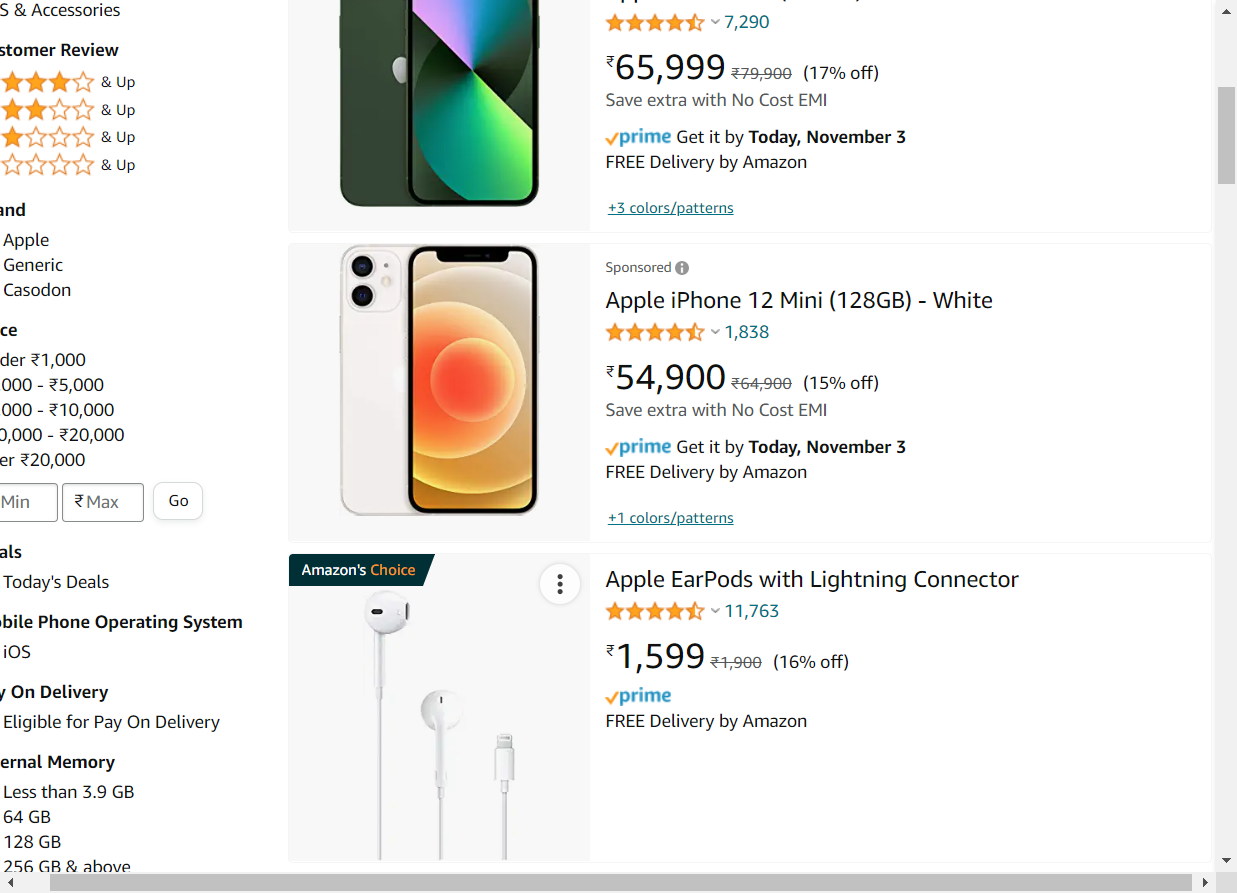 S & Accessories
stomer Review
& Up
& Up
& Up
& Up
and
Apple
Generic
Casodon
ce
der ₹1,000
,000 - ₹5,000
,000 - ₹10,000
0,000 - ₹20,000
er ₹20,000
Min
₹ Max
Go
als
Today's Deals
obile Phone Operating System
iOS
y On Delivery
Eligible for Pay On Delivery
ernal Memory
Less than 3.9 GB
64 GB
128 GB
256 GB & above
7,290
₹65,999 ₹79,900 (17% off)
Save extra with No Cost EMI
prime Get it by Today, November 3
FREE Delivery by Amazon
+3 colors/patterns
Sponsored
Apple iPhone 12 Mini (128GB) - White
1,838
₹54,900 ₹64,900 (15% off)
Save extra with No Cost EMI
prime Get it by Today, November 3
FREE Delivery by Amazon
+1 colors/patterns
Amazon's Choice
Apple EarPods with Lightning Connector
11,763
₹1,599 ₹1,900 (16% off)
prime
FREE Delivery by Amazon